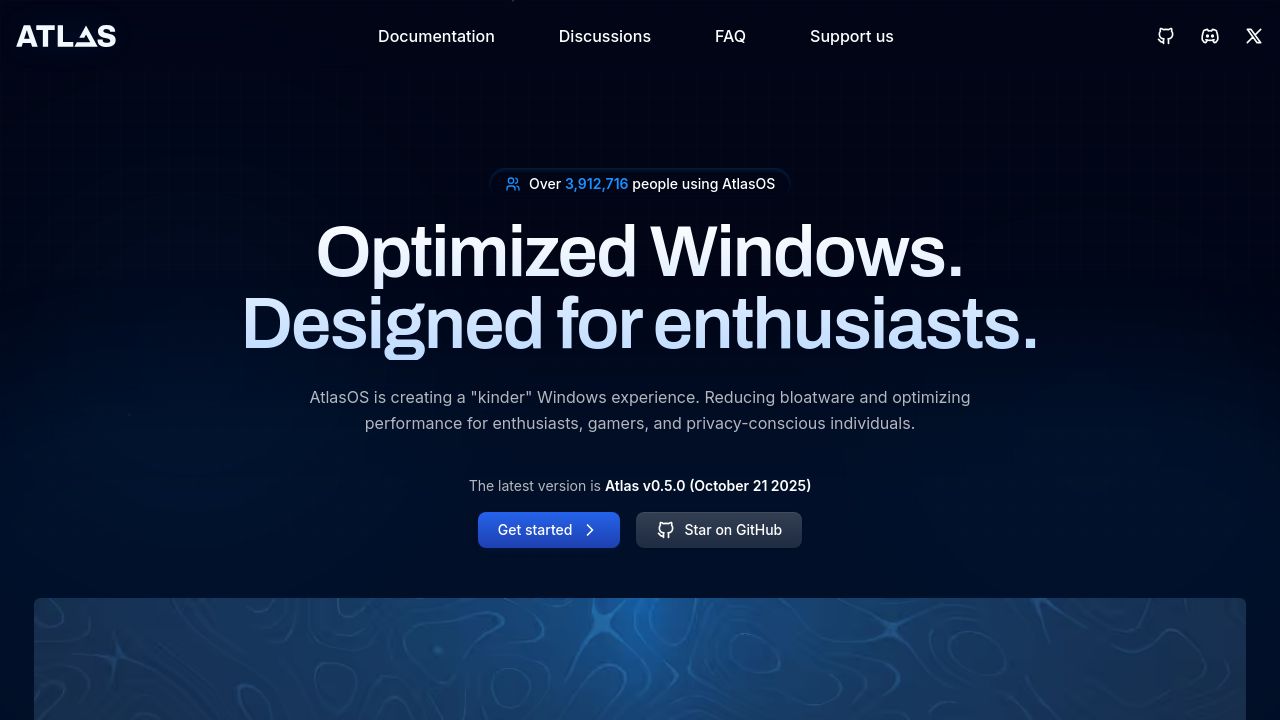 ATLAS
Documentation
Discussions
FAQ
Support us
Over 3,912,716 people using AtlasOS
Optimized Windows.
Designed for enthusiasts.
AtlasOS is creating a "kinder" Windows experience. Reducing bloatware and optimizing
performance for enthusiasts, gamers, and privacy-conscious individuals.
The latest version is Atlas v0.5.0 (October 21 2025)
Get started
Star on GitHub